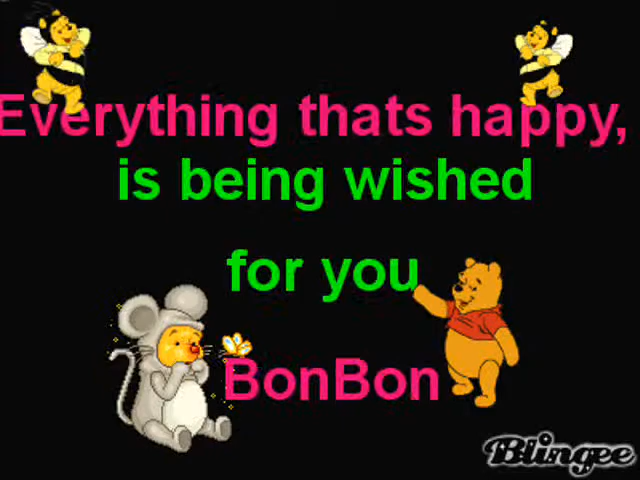 Everything thats happy,
is being wished
for you
BonBon
Blingee